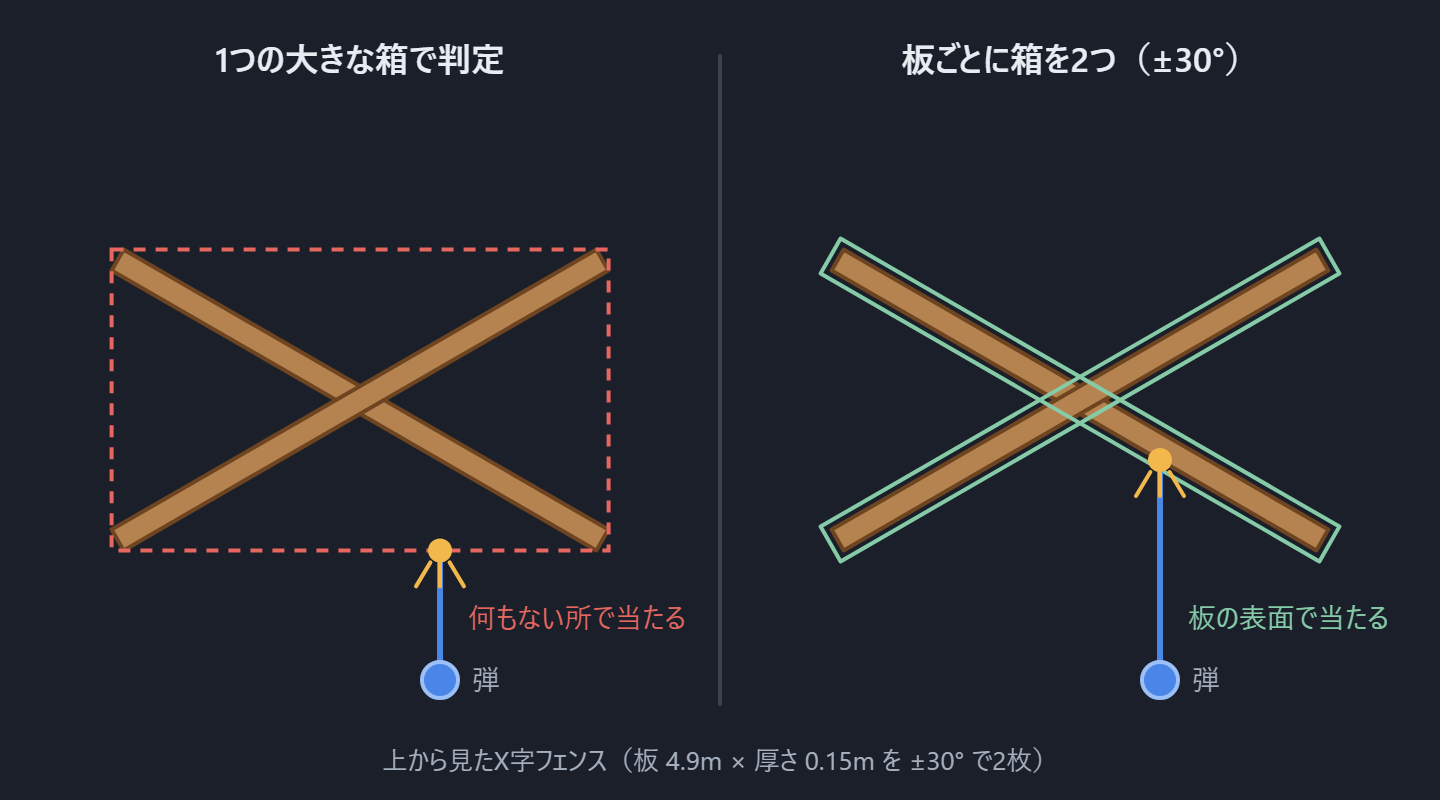 1つの大きな箱で判定
何もない所で当たる
弾
板ごとに箱を2つ（±30°）
板の表面で当たる
弾
上から見たX字フェンス（板 4.9m × 厚さ 0.15m を ±30° で2枚）